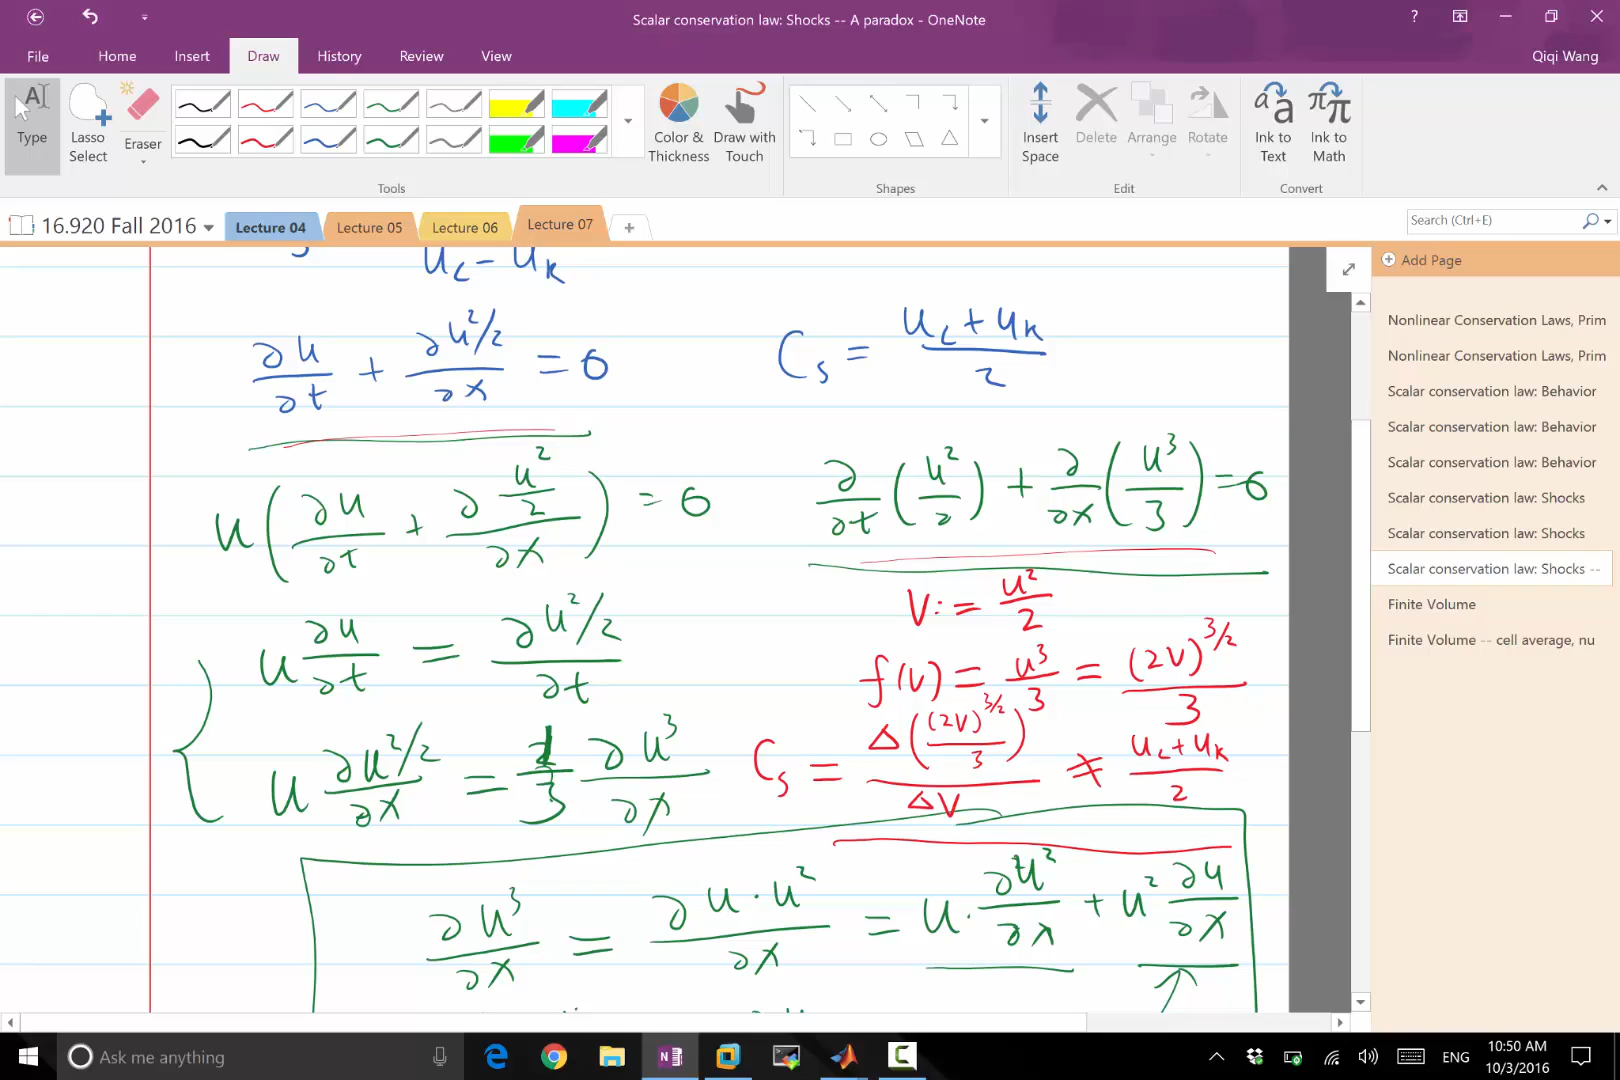 Scalar conservation law: Shocks -- A paradox - OneNote
?
File Home Insert Draw History Review View
Qiqi Wang
Type
Lasso Select
Eraser
Color & Thickness
Draw with Touch
Insert Space
Delete
Arrange
Rotate
Ink to Text
Ink to Math
Tools
Shapes
Edit
Convert
16.920 Fall 2016
Lecture 04
Lecture 05
Lecture 06
Lecture 07
Search (Ctrl+E)
Add Page
Nonlinear Conservation Laws, Prim
Nonlinear Conservation Laws, Prim
Scalar conservation law: Behavior
Scalar conservation law: Behavior
Scalar conservation law: Behavior
Scalar conservation law: Shocks
Scalar conservation law: Shocks
Scalar conservation law: Shocks --
Finite Volume
Finite Volume -- cell average, nu
u_L - u_R
∂u/∂t + ∂u²/2/∂x = 0
C_s = (u_L + u_R)/2
u(∂u/∂t + ∂(u²/2)/∂x) = 0
∂/∂t(u²/2) + ∂/∂x(u³/3) = 0
V := u²/2
u ∂u/∂t = ∂u²/2/∂t
f(V) = u³/3 = (2V)^3/2/3
u ∂u²/2/∂x = 1/3 ∂u³/∂x
C_s = Δ((2V)^3/2/3)/ΔV ≠ (u_L + u_R)/2
∂u³/∂x = ∂u·u²/∂x = u·∂u²/∂x + u² ∂u/∂x
Ask me anything
ENG
10:50 AM
10/3/2016